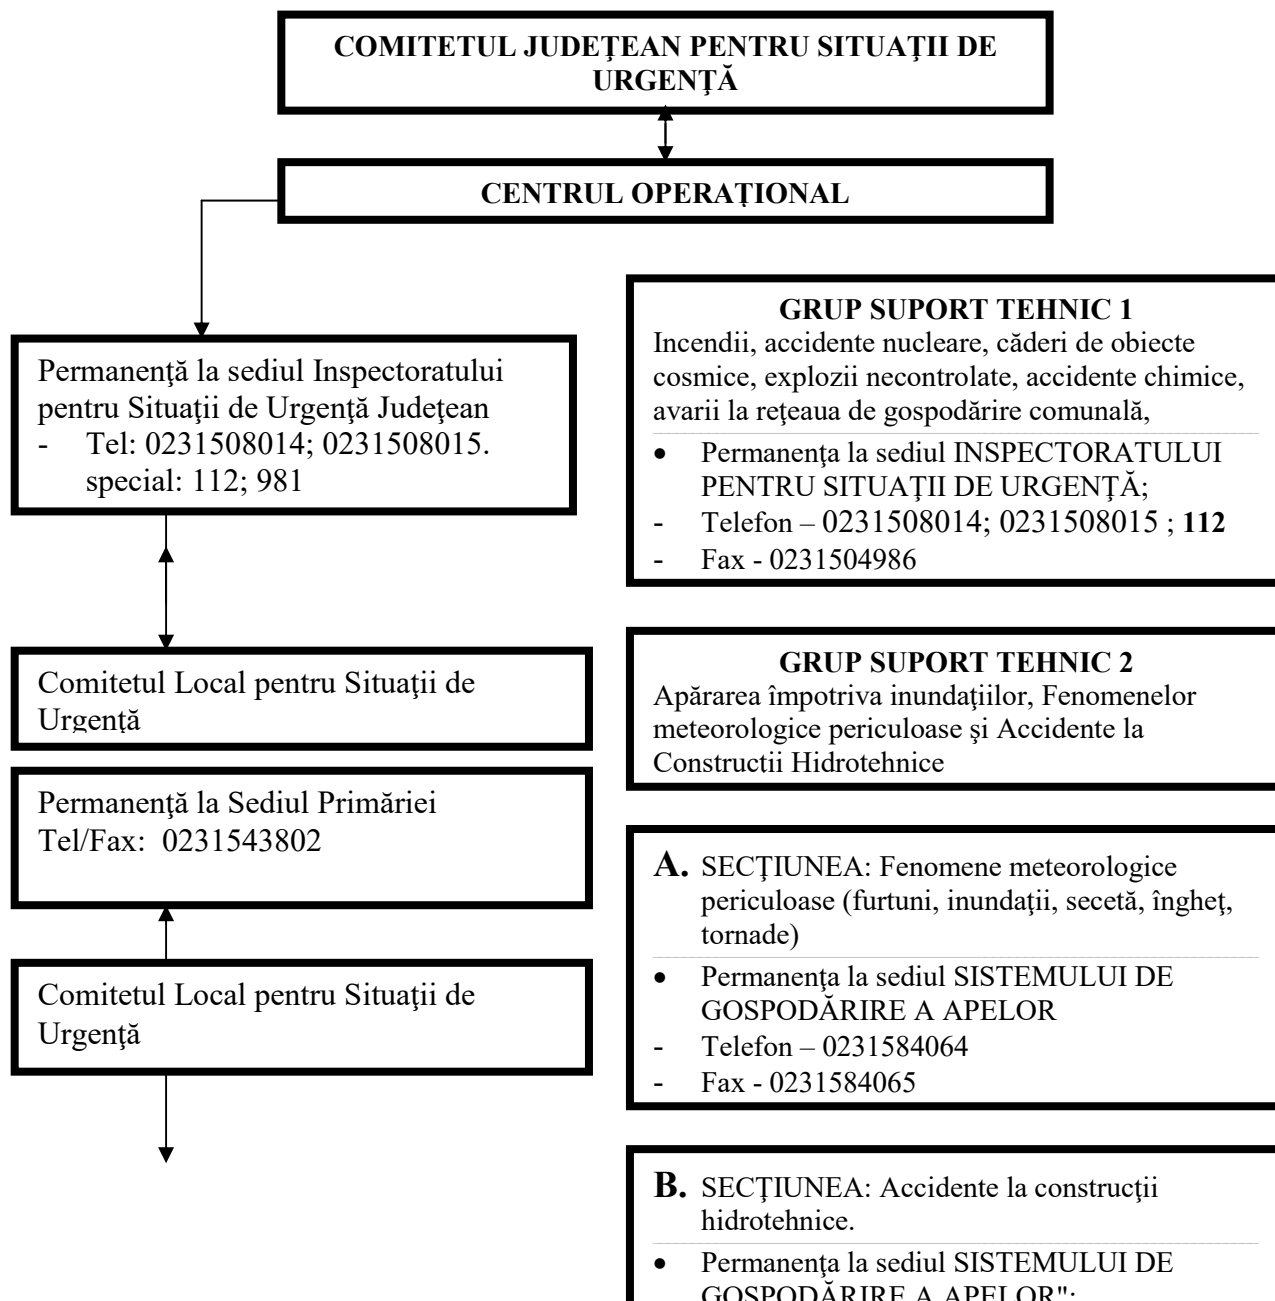 COMITETUL JUDEŢEAN PENTRU SITUAŢII DE
URGENŢĂ
CENTRUL OPERAȚIONAL
Permanenţă la sediul Inspectoratului
pentru Situaţii de Urgenţă Judeţean
- Tel: 0231508014; 0231508015.
special: 112; 981
Comitetul Local pentru Situaţii de
Urgenţă
Permanenţă la Sediul Primăriei
Tel/Fax: 0231543802
Comitetul Local pentru Situaţii de
Urgenţă
GRUP SUPORT TEHNIC 1
Incendii, accidente nucleare, căderi de obiecte
cosmice, explozii necontrolate, accidente chimice,
avarii la reţeaua de gospodărire comunală,
• Permanenţa la sediul INSPECTORATULUI
PENTRU SITUAŢII DE URGENŢĂ;
- Telefon – 0231508014; 0231508015 ; 112
- Fax - 0231504986
GRUP SUPORT TEHNIC 2
Apărarea împotriva inundaţiilor, Fenomenelor
meteorologice periculoase şi Accidente la
Constructii Hidrotehnice
A. SECŢIUNEA: Fenomene meteorologice
periculoase (furtuni, inundaţii, secetă, îngheţ,
tornade)
• Permanenţa la sediul SISTEMULUI DE
GOSPODĂRIRE A APELOR
- Telefon – 0231584064
- Fax - 0231584065
B. SECŢIUNEA: Accidente la construcţii
hidrotehnice.
• Permanenţa la sediul SISTEMULUI DE
GOSPODĂRIRE A APELOR";